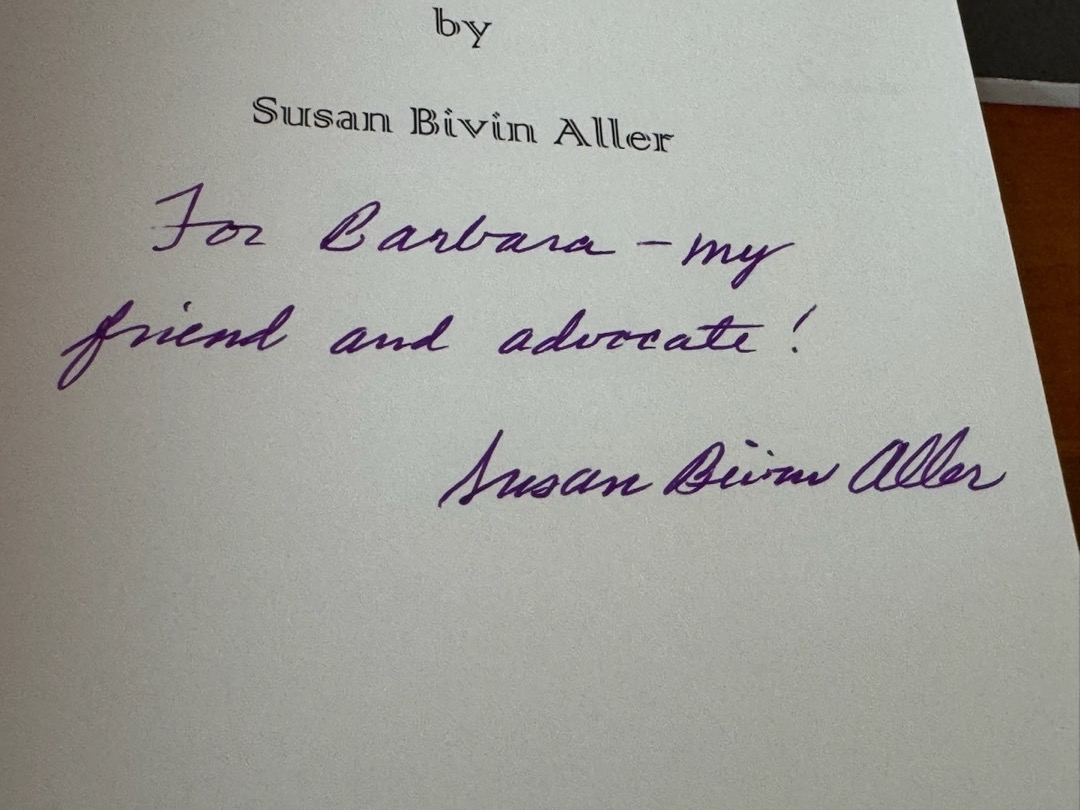 by
Susan Bivin Aller
For Barbara – my
friend and advocate!
Susan Bivin Aller